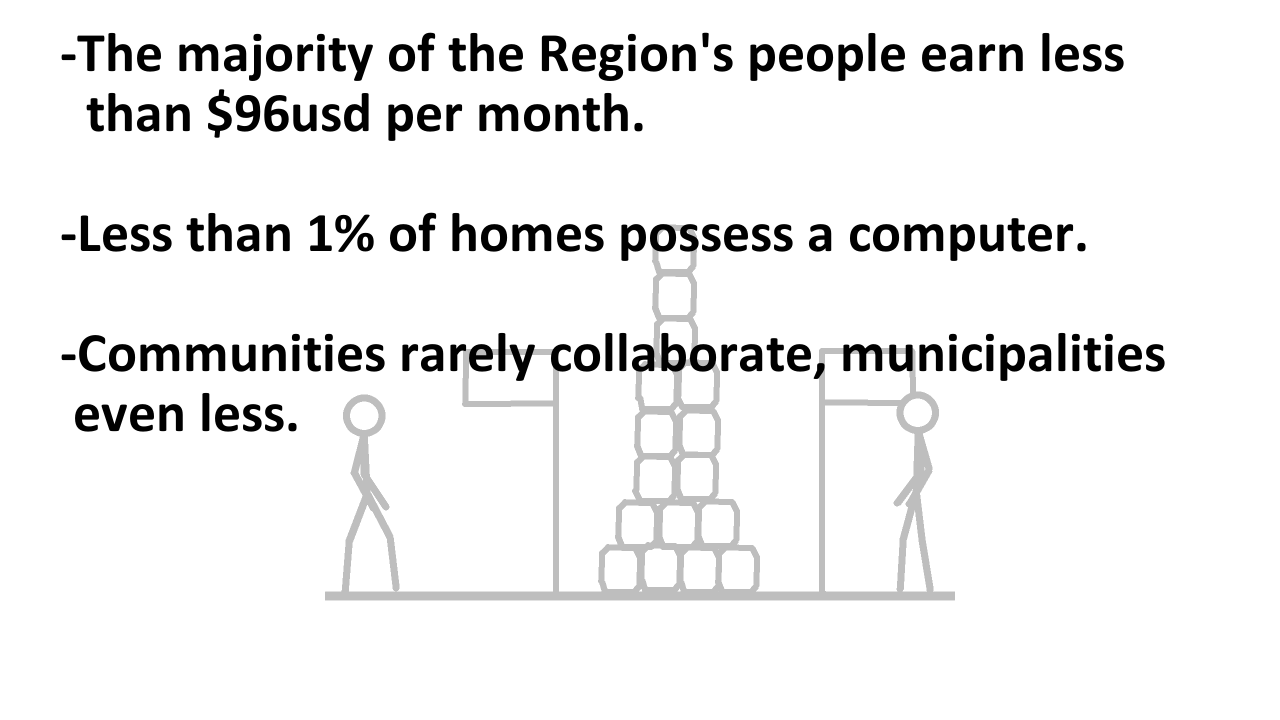 -The majority of the Region's people earn less
than $96usd per month.
-Less than 1% of homes possess a computer.
-Communities rarely collaborate, municipalities
even less.